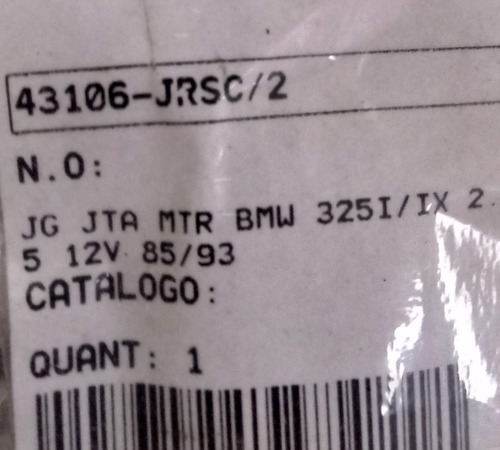 43106-JRSC/2
N.O:
JG JTA MTR BMW 325I/IX 2.
5 12V 85/93
CATALOGO:
QUANT: 1